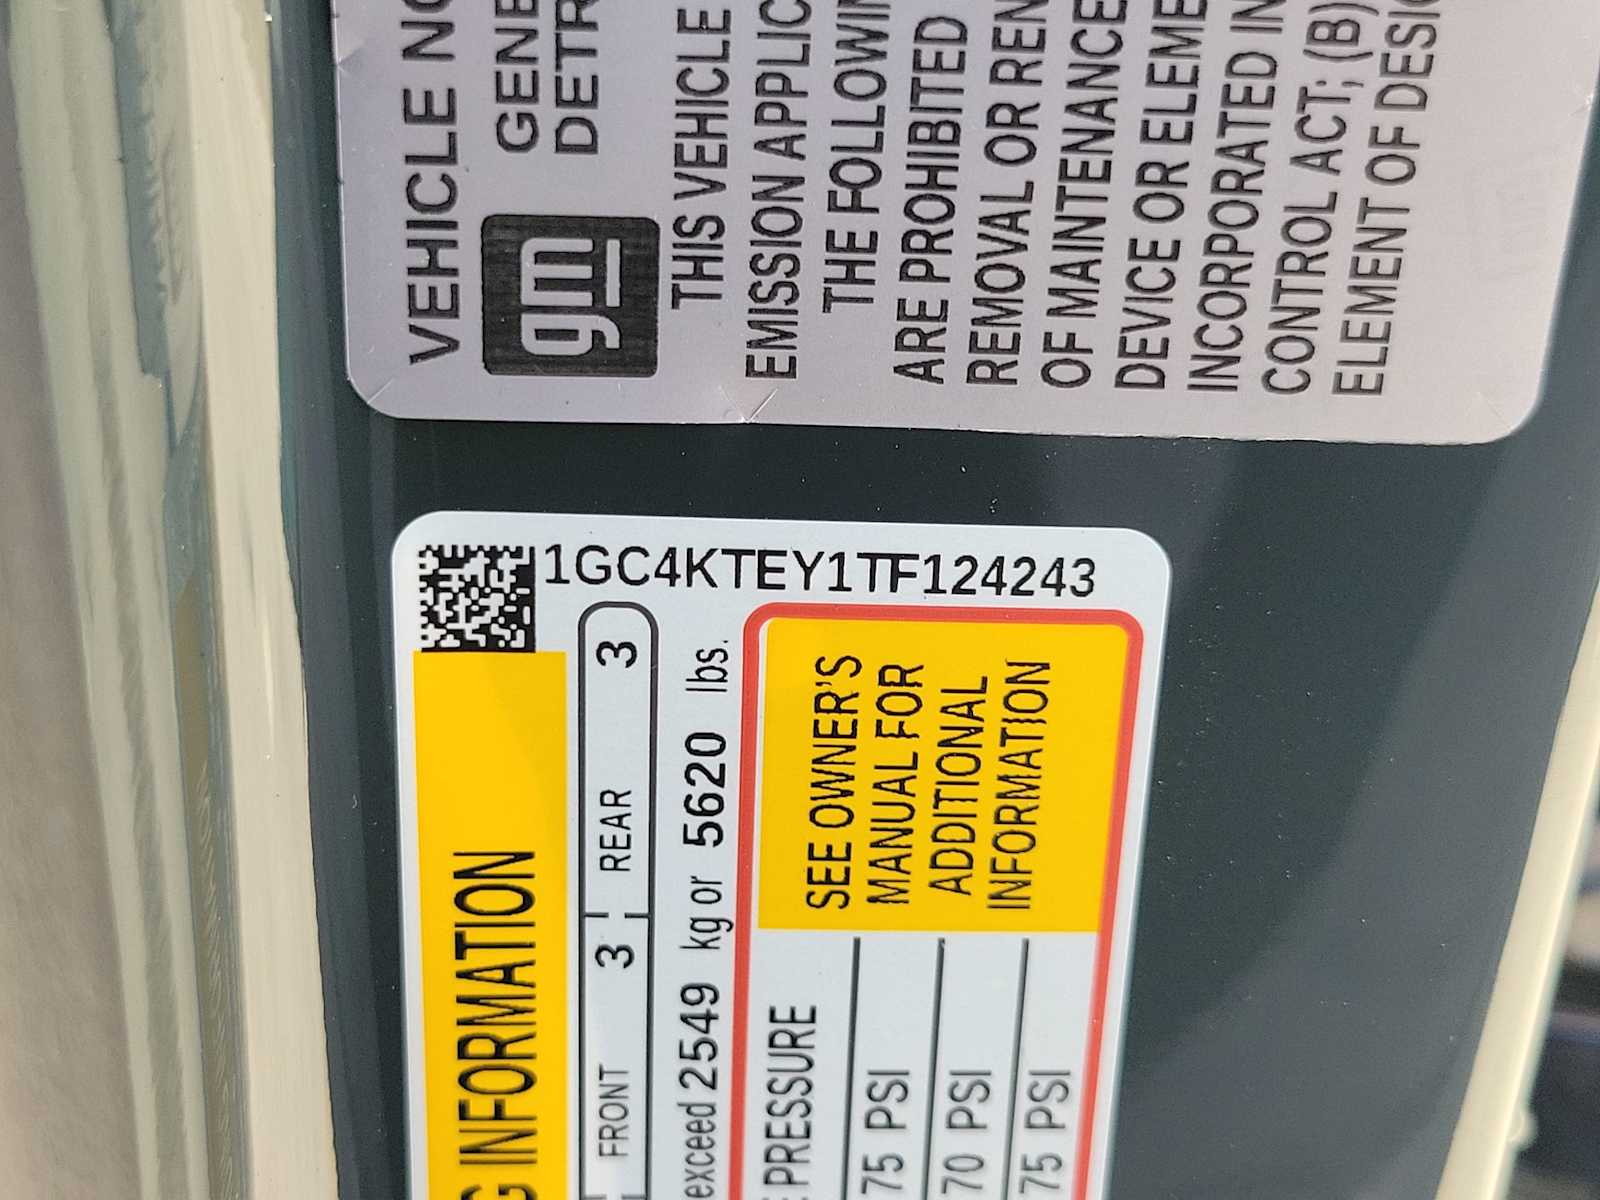 VEHICLE NO
gm
GENE
DETR
THIS VEHICLE
EMISSION APPLIC
THE FOLLOWIN
ARE PROHIBITED
REMOVAL OR REN
OF MAINTENANCE
DEVICE OR ELEME
INCORPORATED IN
CONTROL ACT; (B)
ELEMENT OF DESIG
1GC4KTEY1TF124243
G INFORMATION
FRONT 3 REAR 3
exceed 2549 kg or 5620 lbs.
E PRESSURE
75 PSI
70 PSI
75 PSI
SEE OWNER'S
MANUAL FOR
ADDITIONAL
INFORMATION